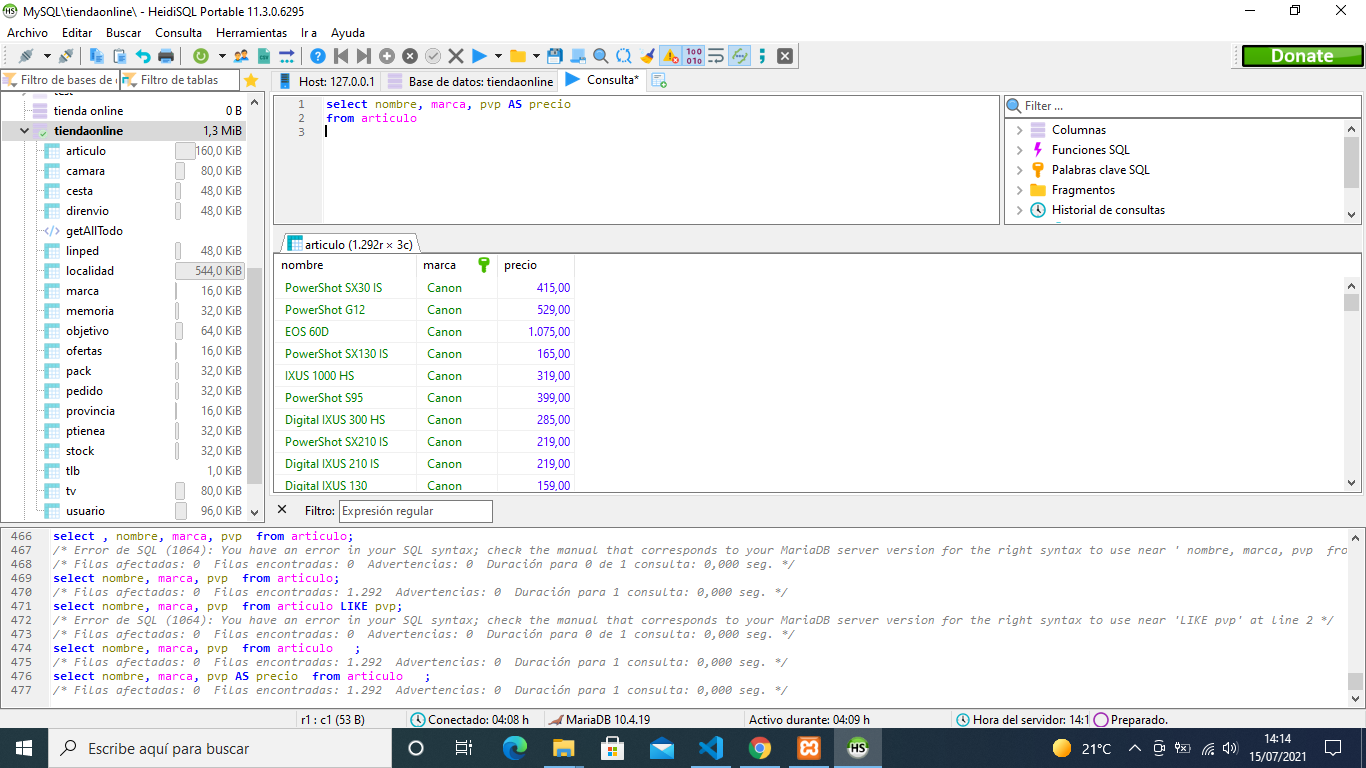 MySQL\tiendaonline\ - HeidiSQL Portable 11.3.0.6295
Archivo Editar Buscar Consulta Herramientas Ir a Ayuda
Donate
Filtro de bases de
Filtro de tablas
Host: 127.0.0.1
Base de datos: tiendaonline
Consulta*
test
tienda online 0 B
tiendaonline 1,3 MiB
articulo 160,0 KiB
camara 80,0 KiB
cesta 48,0 KiB
direnvio 48,0 KiB
getAllTodo
linped 48,0 KiB
localidad 544,0 KiB
marca 16,0 KiB
memoria 32,0 KiB
objetivo 64,0 KiB
ofertas 16,0 KiB
pack 32,0 KiB
pedido 32,0 KiB
provincia 16,0 KiB
ptienea 32,0 KiB
stock 32,0 KiB
tlb 1,0 KiB
tv 80,0 KiB
usuario 96,0 KiB
1 select nombre, marca, pvp AS precio
2 from articulo
3
Filter ...
Columnas
Funciones SQL
Palabras clave SQL
Fragmentos
Historial de consultas
articulo (1.292r × 3c)
nombre marca precio
PowerShot SX30 IS Canon 415,00
PowerShot G12 Canon 529,00
EOS 60D Canon 1.075,00
PowerShot SX130 IS Canon 165,00
IXUS 1000 HS Canon 319,00
PowerShot S95 Canon 399,00
Digital IXUS 300 HS Canon 285,00
PowerShot SX210 IS Canon 219,00
Digital IXUS 210 IS Canon 219,00
Digital IXUS 130 Canon 159,00
Filtro: Expresión regular
466 select , nombre, marca, pvp from articulo;
467 /* Error de SQL (1064): You have an error in your SQL syntax; check the manual that corresponds to your MariaDB server version for the right syntax to use near ' nombre, marca, pvp fro
468 /* Filas afectadas: 0 Filas encontradas: 0 Advertencias: 0 Duración para 0 de 1 consulta: 0,000 seg. */
469 select nombre, marca, pvp from articulo;
470 /* Filas afectadas: 0 Filas encontradas: 1.292 Advertencias: 0 Duración para 1 consulta: 0,000 seg. */
471 select nombre, marca, pvp from articulo LIKE pvp;
472 /* Error de SQL (1064): You have an error in your SQL syntax; check the manual that corresponds to your MariaDB server version for the right syntax to use near 'LIKE pvp' at line 2 */
473 /* Filas afectadas: 0 Filas encontradas: 0 Advertencias: 0 Duración para 0 de 1 consulta: 0,000 seg. */
474 select nombre, marca, pvp from articulo ;
475 /* Filas afectadas: 0 Filas encontradas: 1.292 Advertencias: 0 Duración para 1 consulta: 0,000 seg. */
476 select nombre, marca, pvp AS precio from articulo ;
477 /* Filas afectadas: 0 Filas encontradas: 1.292 Advertencias: 0 Duración para 1 consulta: 0,000 seg. */
r1 : c1 (53 B) Conectado: 04:08 h MariaDB 10.4.19 Activo durante: 04:09 h Hora del servidor: 14:1 Preparado.
Escribe aquí para buscar
21°C
14:14
15/07/2021